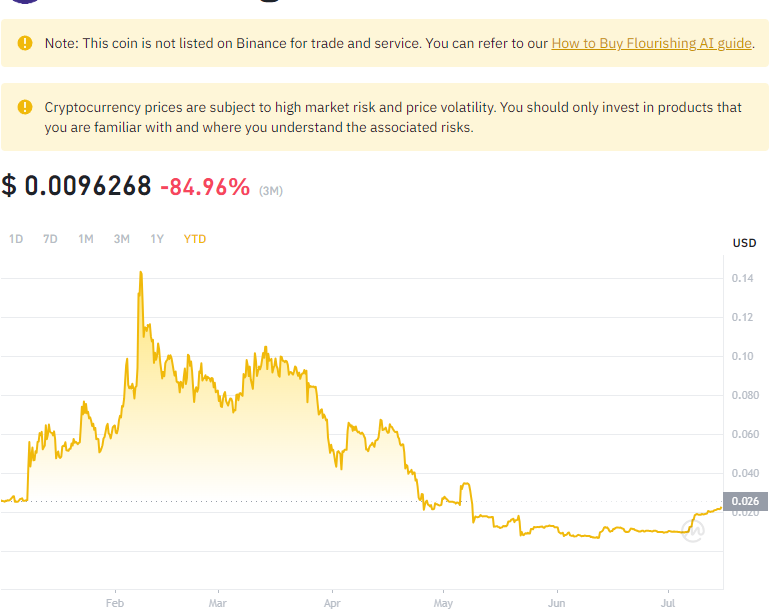 Note: This coin is not listed on Binance for trade and service. You can refer to our How to Buy Flourishing AI guide.
Cryptocurrency prices are subject to high market risk and price volatility. You should only invest in products that
you are familiar with and where you understand the associated risks.
$ 0.0096268 -84.96% (3M)
1D 7D 1M 3M 1Y YTD
USD
0.14
0.12
0.10
0.080
0.060
0.040
0.026
0.020
Feb Mar Apr May Jun Jul